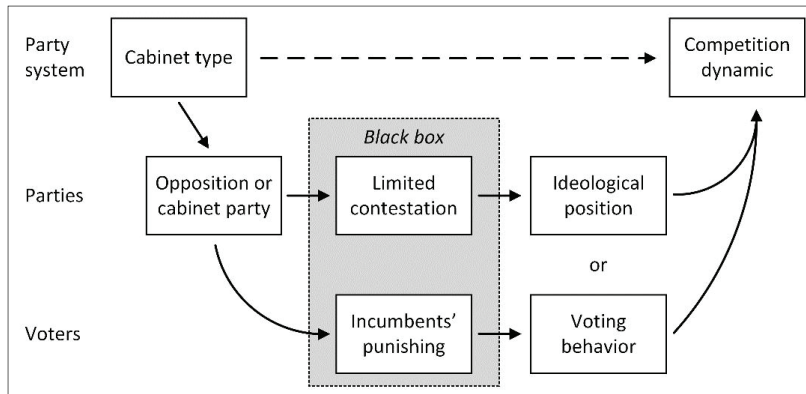 Party
system
Cabinet type
Competition
dynamic
Black box
Parties
Opposition or
cabinet party
Limited
contestation
Ideological
position
or
Voters
Incumbents’
punishing
Voting
behavior